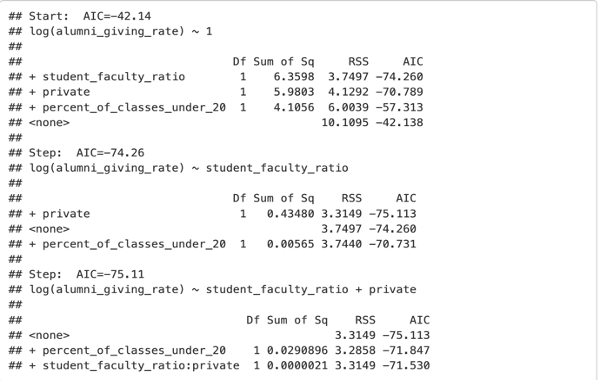 ## Start:  AIC=-42.14
## log(alumni_giving_rate) ~ 1
##
##                              Df Sum of Sq     RSS     AIC
## + student_faculty_ratio       1    6.3598  3.7497 -74.260
## + private                     1    5.9803  4.1292 -70.789
## + percent_of_classes_under_20  1    4.1056  6.0039 -57.313
## <none>                                    10.1095 -42.138
##
## Step:  AIC=-74.26
## log(alumni_giving_rate) ~ student_faculty_ratio
##
##                              Df Sum of Sq    RSS     AIC
## + private                     1   0.43480 3.3149 -75.113
## <none>                                    3.7497 -74.260
## + percent_of_classes_under_20  1   0.00565 3.7440 -70.731
##
## Step:  AIC=-75.11
## log(alumni_giving_rate) ~ student_faculty_ratio + private
##
##                                Df Sum of Sq    RSS     AIC
## <none>                                      3.3149 -75.113
## + percent_of_classes_under_20    1 0.0290896 3.2858 -71.847
## + student_faculty_ratio:private  1 0.0000021 3.3149 -71.530